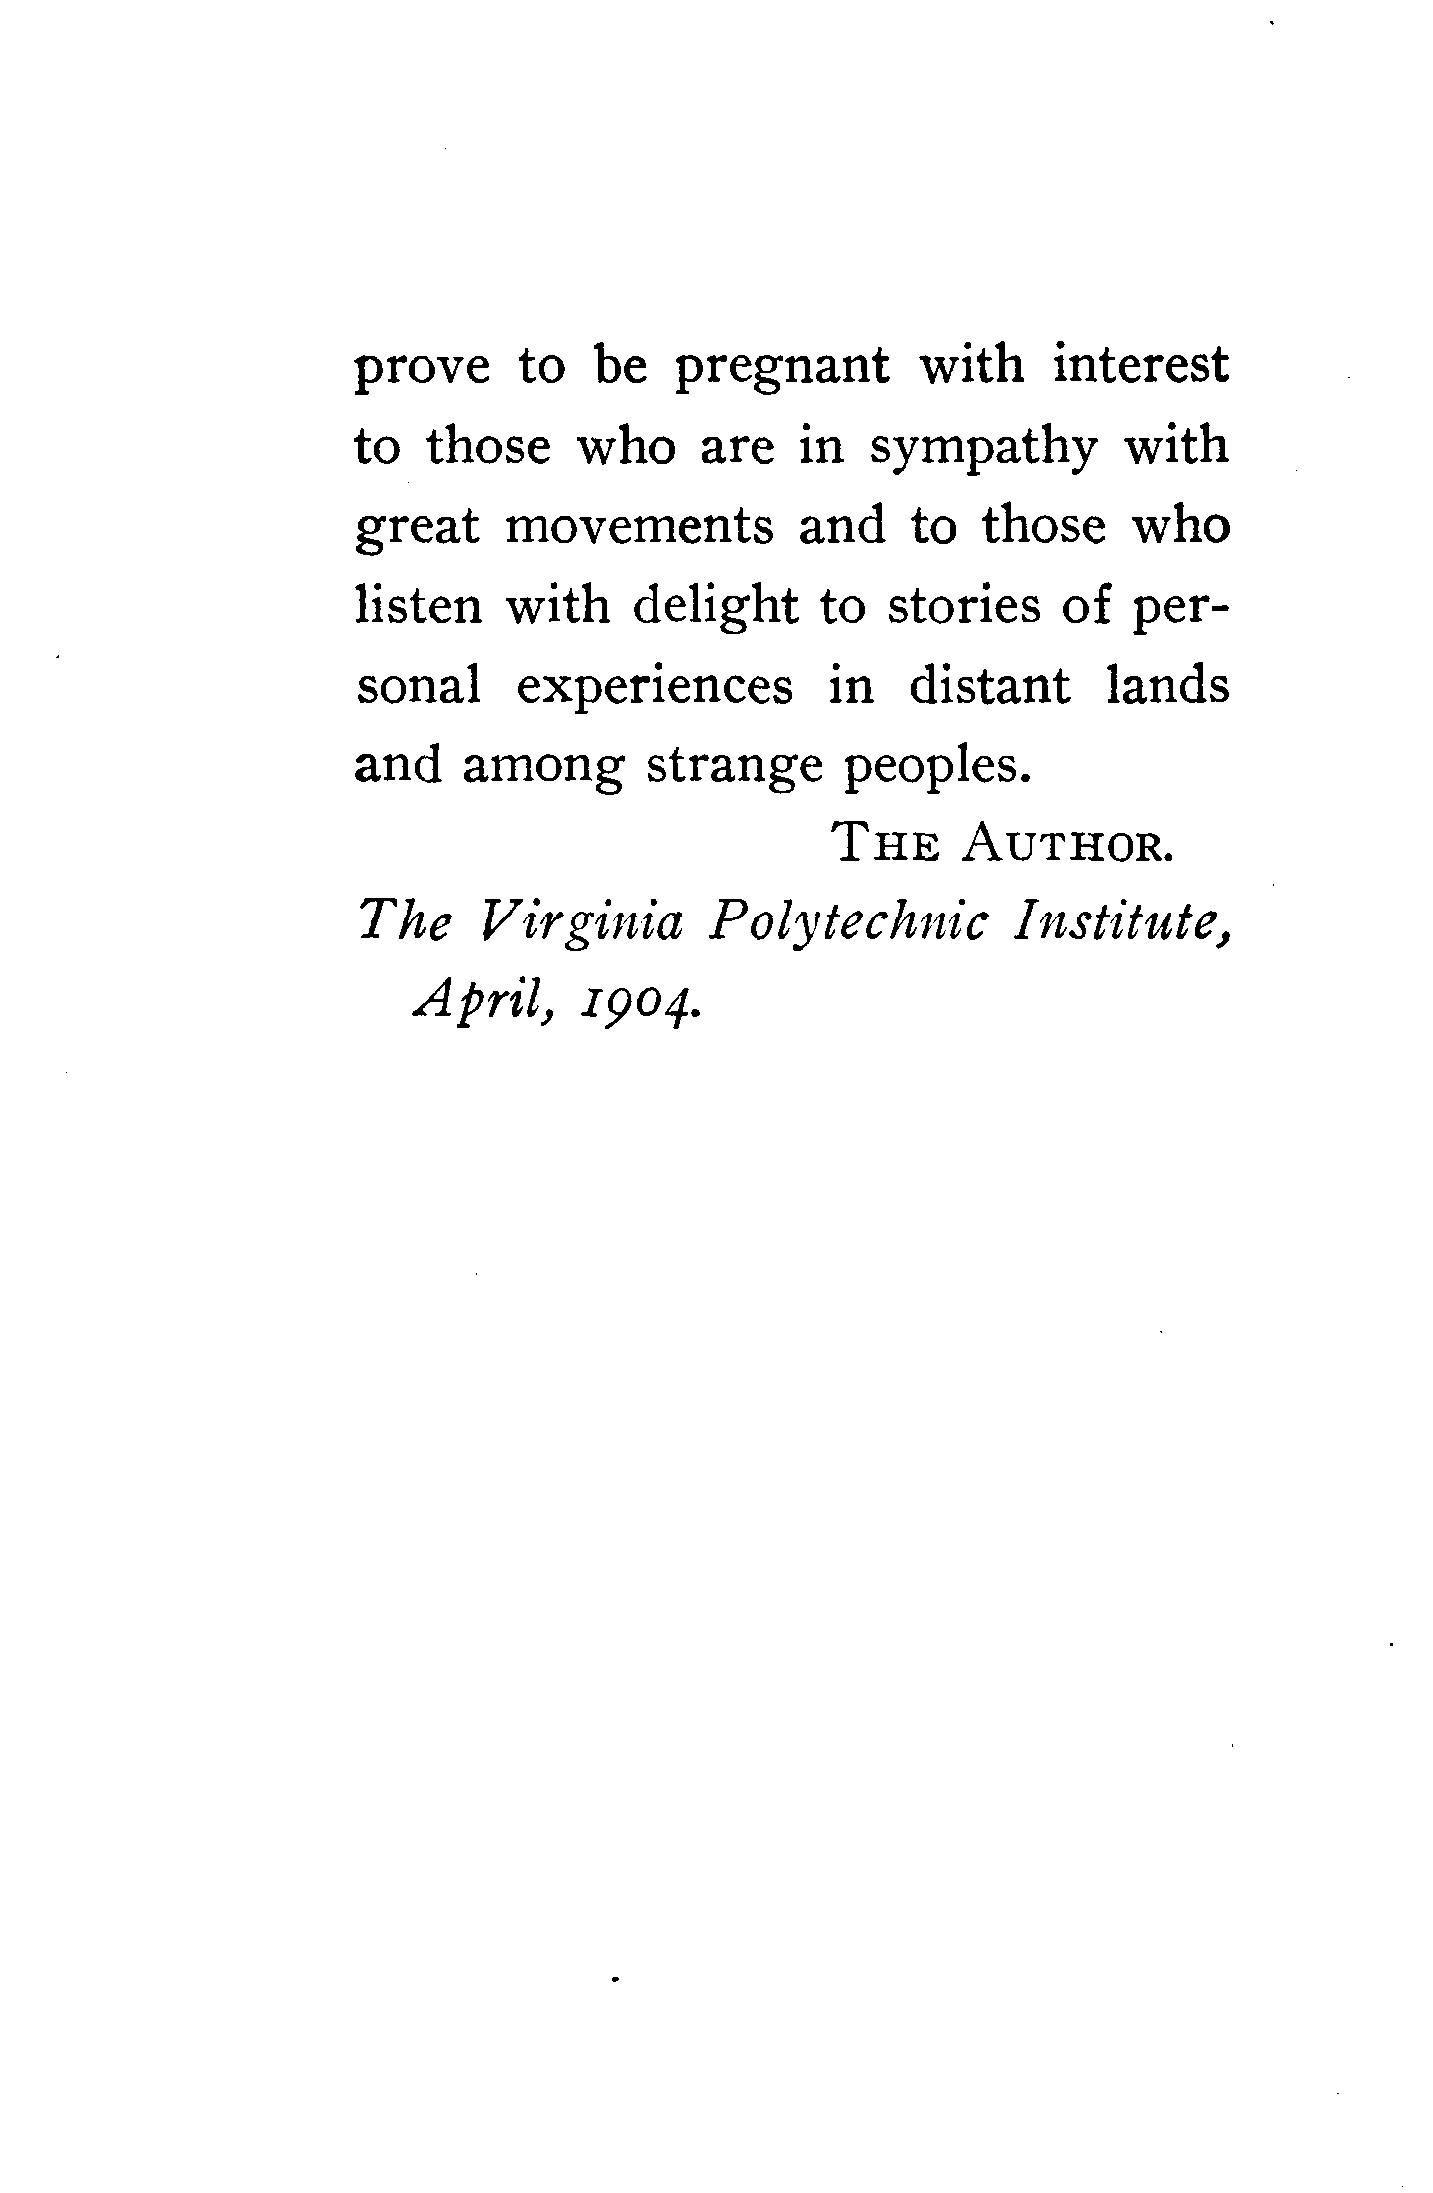 prove to be pregnant with interest
to those who are in sympathy with
great movements and to those who
listen with delight to stories of per-
sonal experiences in distant lands
and among strange peoples.
THE AUTHOR.
The Virginia Polytechnic Institute,
April, 1904.